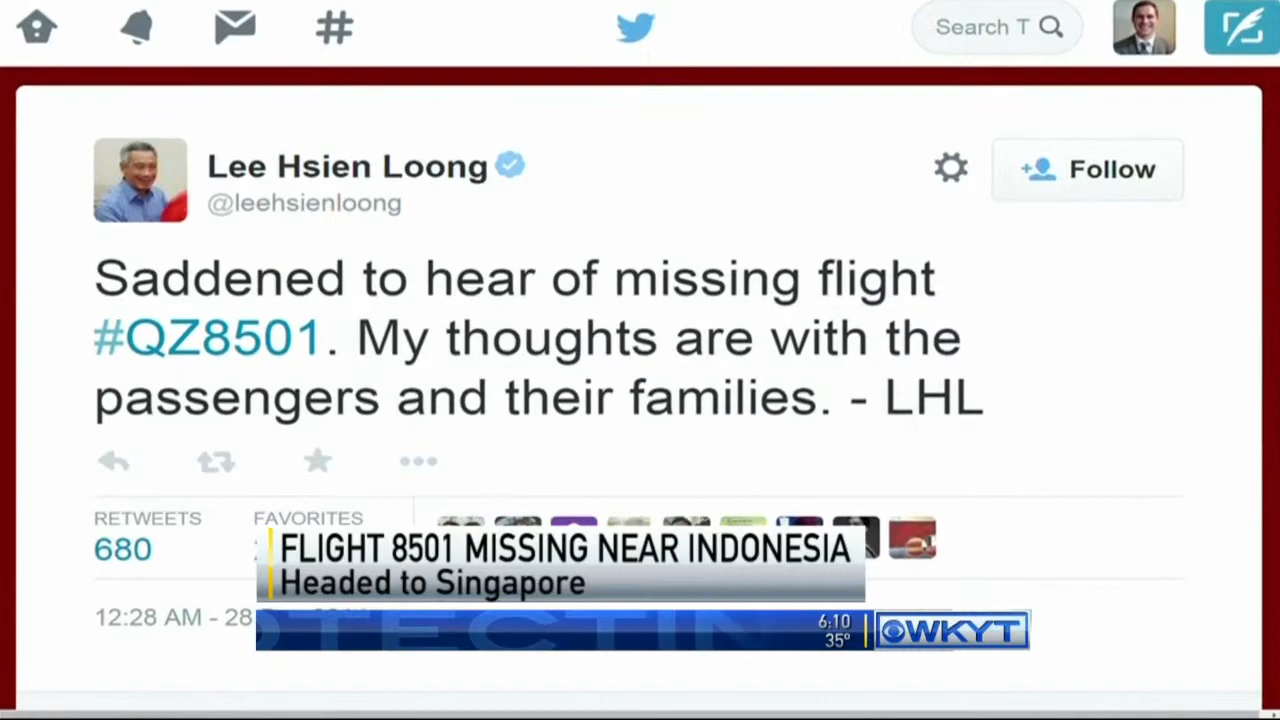 Search T
Lee Hsien Loong
@leehsienloong
Follow
Saddened to hear of missing flight
#QZ8501. My thoughts are with the
passengers and their families. - LHL
RETWEETS
FAVORITES
680
FLIGHT 8501 MISSING NEAR INDONESIA
Headed to Singapore
12:28 AM - 28
OTECTIN
6:10
35°
WKYT